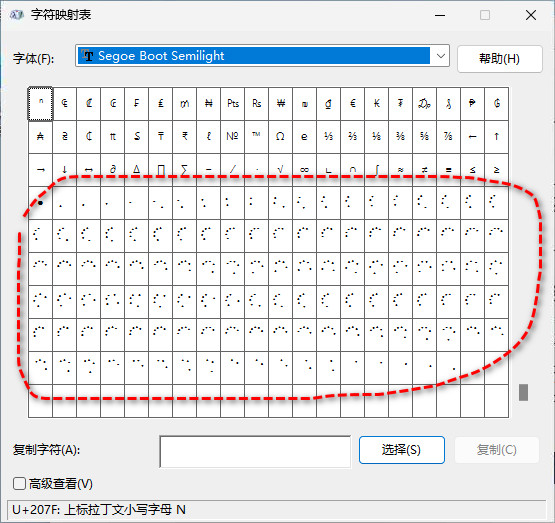 字符映射表
字体(F): Segoe Boot Semilight 帮助(H)
ⁿ ₠ ₡ ₢ ₣ ₤ ₥ ₦ Pts ₨ ₩ ₪ ₫ € ₭ ₮ ₯ ₰ ₱ ₲
₳ ₴ ₵ ₶ ₷ ₸ ₹ ℓ № ™ Ω ℮ ⅓ ⅔ ⅛ ⅜ ⅝ ⅞ ← ↑
→ ↓ ↔ ∂ ∆ ∏ ∑ − ∕ ∙ √ ∞ ∟ ∩ ∫ ≈ ≠ ≡ ≤ ≥
复制字符(A): 选择(S) 复制(C)
高级查看(V)
U+207F: 上标拉丁文小写字母 N